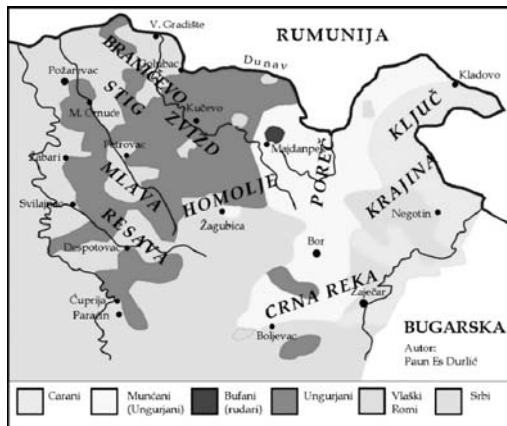 V. Gradište
RUMUNIJA
Golubac
Dunav
BRANIČEVO
Požarevac
Kladovo
STIG
M. Crnuće
Kučevo
ZVIZD
KLJUČ
Petrovac
Majdanpek
POREČ
Žabari
MLAVA
HOMOLJE
KRAJINA
Svilajnac
Žagubica
Negotin
RESAVA
Despotovac
Bor
CRNA REKA
Zaječar
Ćuprija
Paraćin
Boljevac
BUGARSKA
Autor:
Paun Es Durlić
Carani
Munćani
(Ungurjani)
Bufani
(rudari)
Ungurjani
Vlaški
Romi
Srbi